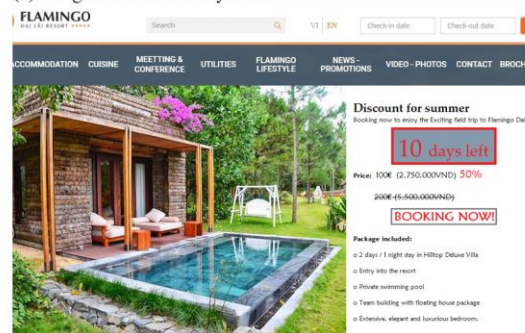 FLAMINGO
ĐẠI LẢI RESORT
Search
VI | EN
Check-in date
Check-out date
ACCOMMODATION
CUISINE
MEETTING & CONFERENCE
UTILITIES
FLAMINGO LIFESTYLE
NEWS - PROMOTIONS
VIDEO - PHOTOS
CONTACT
BROCH
Discount for summer
Booking now to enjoy the Exciting field trip to Flamingo Dai
10 days left
Price: 100€ (2.750.000VND) 50%
200€ (5.500.000VND)
BOOKING NOW!
Package included:
o 2 days / 1 night stay in Hilltop Deluxe Villa
o Entry into the resort
o Private swimming pool
o Team building with floating house package
o Extensive, elegant and luxurious bedroom.